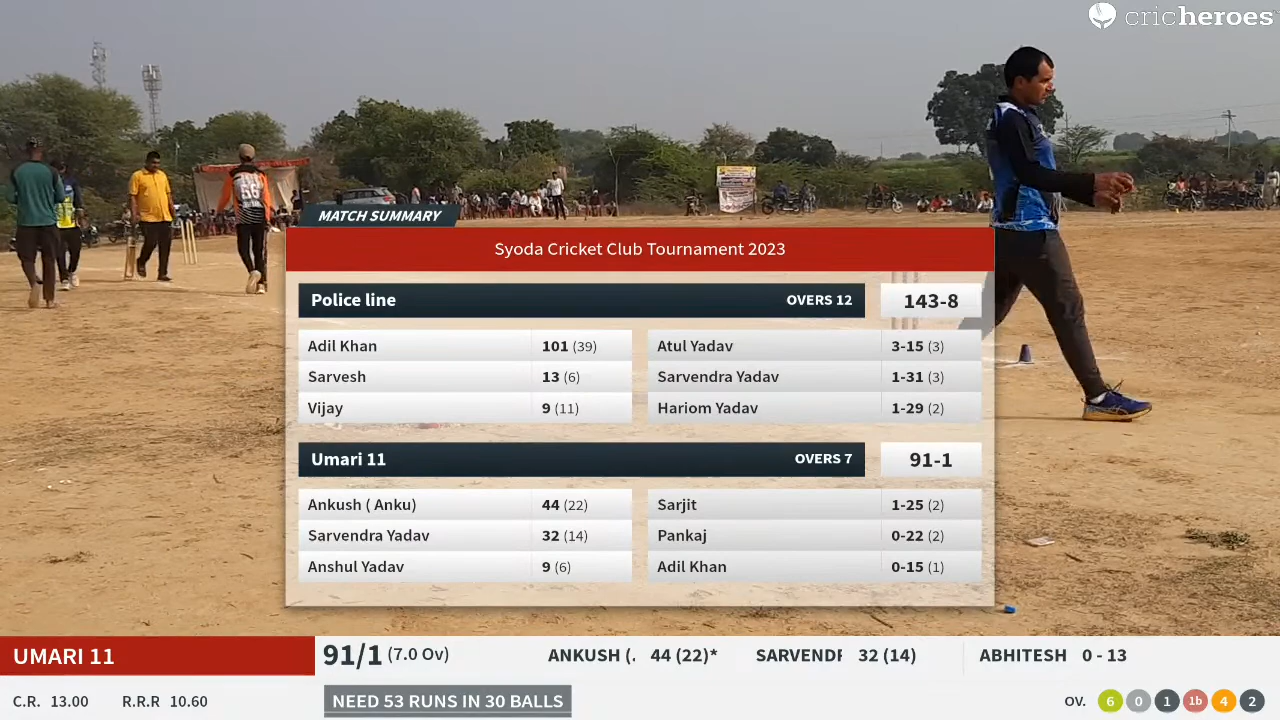 cricheroes
56
MATCH SUMMARY
Syoda Cricket Club Tournament 2023
Police line OVERS 12 143-8
Adil Khan 101 (39) Atul Yadav 3-15 (3)
Sarvesh 13 (6) Sarvendra Yadav 1-31 (3)
Vijay 9 (11) Hariom Yadav 1-29 (2)
Umari 11 OVERS 7 91-1
Ankush ( Anku) 44 (22) Sarjit 1-25 (2)
Sarvendra Yadav 32 (14) Pankaj 0-22 (2)
Anshul Yadav 9 (6) Adil Khan 0-15 (1)
UMARI 11 91/1 (7.0 Ov) ANKUSH (. 44 (22)* SARVENDR 32 (14) ABHITESH 0 - 13
C.R. 13.00 R.R.R 10.60 NEED 53 RUNS IN 30 BALLS OV. 6 0 1 1b 4 2